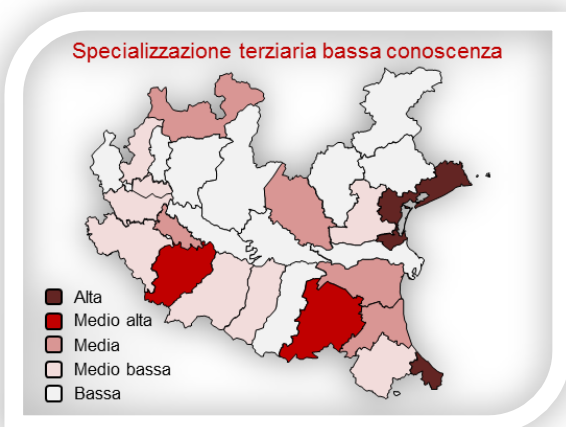 Specializzazione terziaria bassa conoscenza
Alta
Medio alta
Media
Medio bassa
Bassa